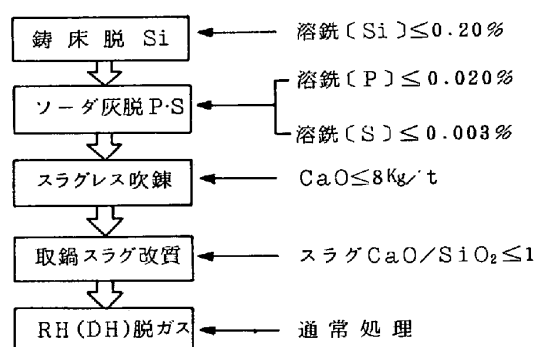 鋳床脱Si
溶銑〔Si〕≤0.20%
溶銑〔P〕≤0.020%
ソーダ灰脱P·S
溶銑〔S〕≤0.003%
スラグレス吹錬
CaO≤8Kg/t
取鍋スラグ改質
スラグCaO/SiO₂≤1
RH(DH)脱ガス
通常処理